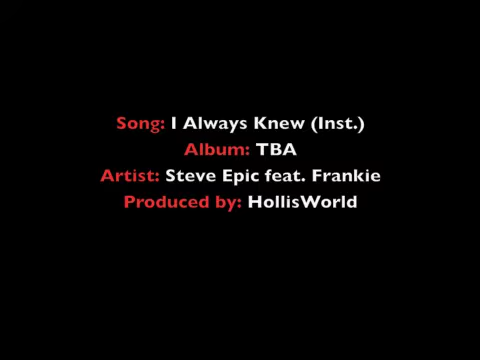 Song: I Always Knew (Inst.)
Album: TBA
Artist: Steve Epic feat. Frankie
Produced by: HollisWorld